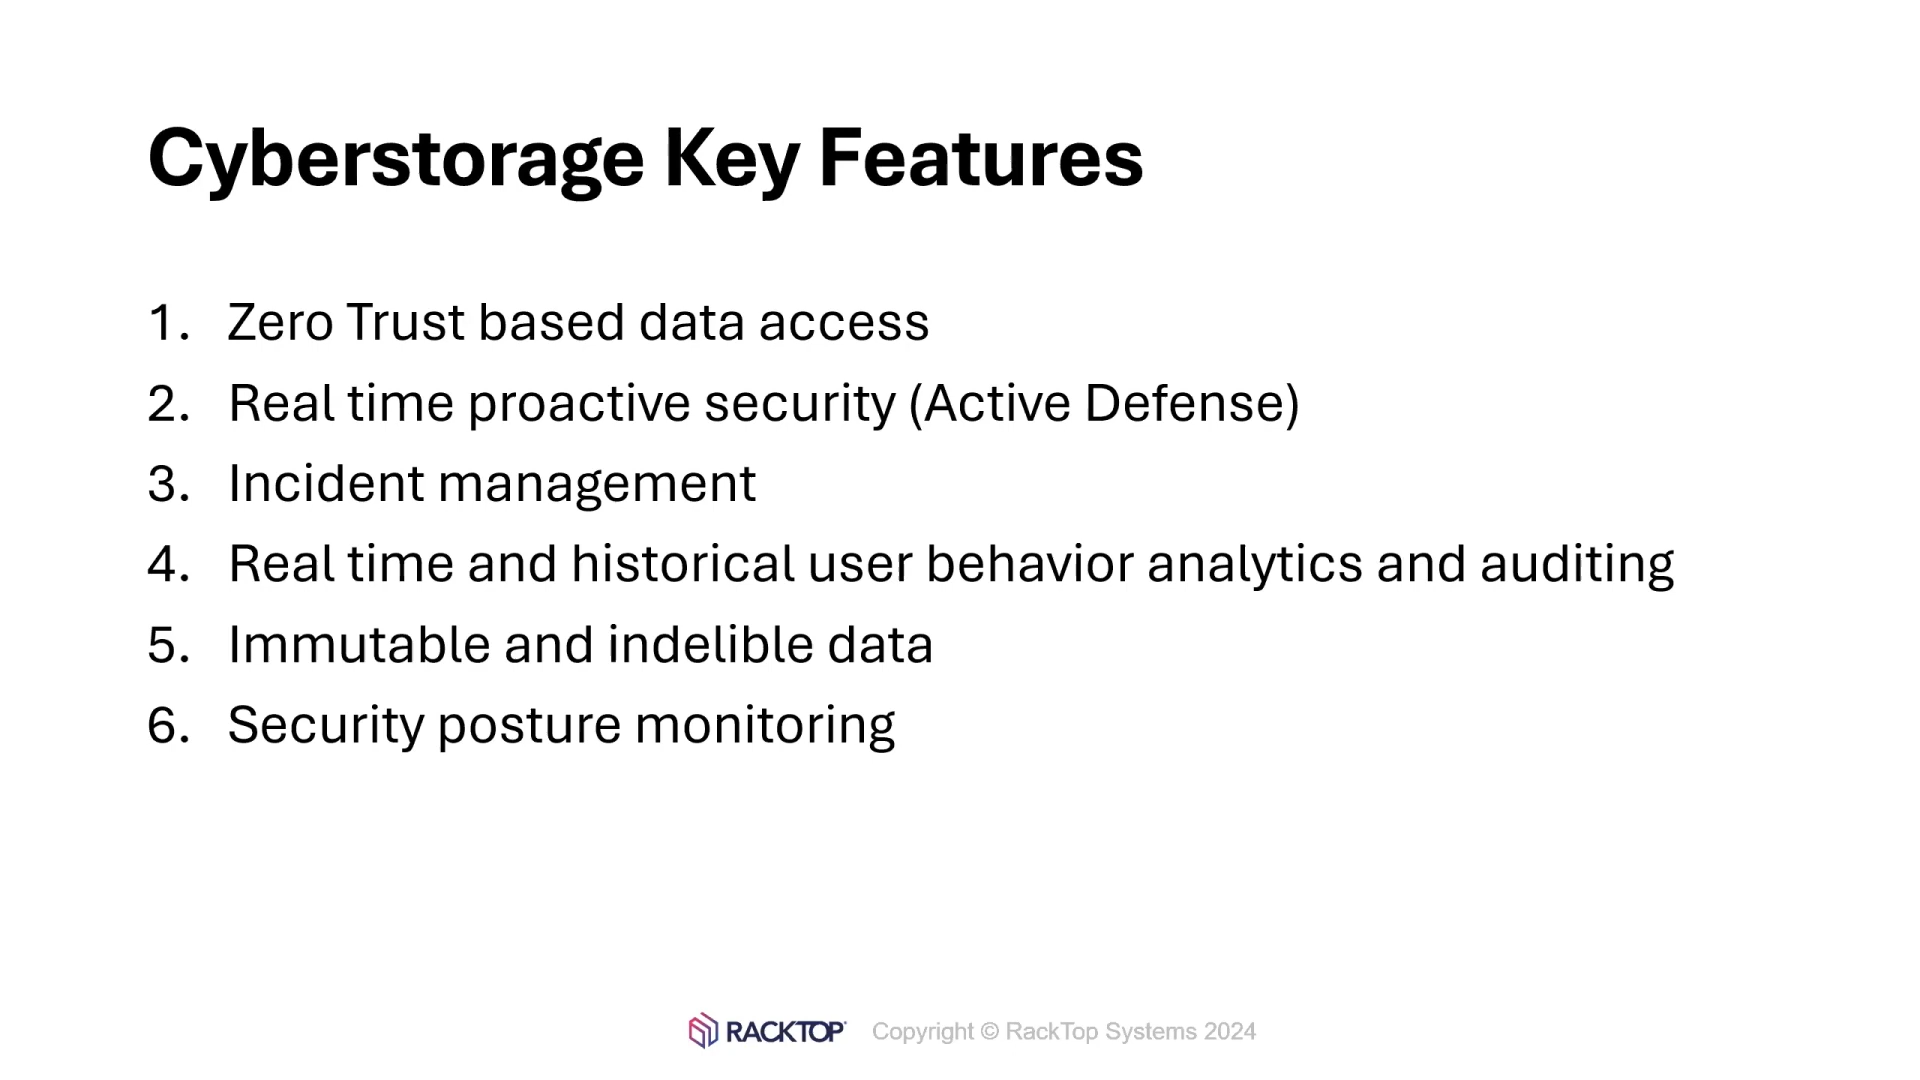 Cyberstorage Key Features
1. Zero Trust based data access
2. Real time proactive security (Active Defense)
3. Incident management
4. Real time and historical user behavior analytics and auditing
5. Immutable and indelible data
6. Security posture monitoring
RACKTOP Copyright © RackTop Systems 2024